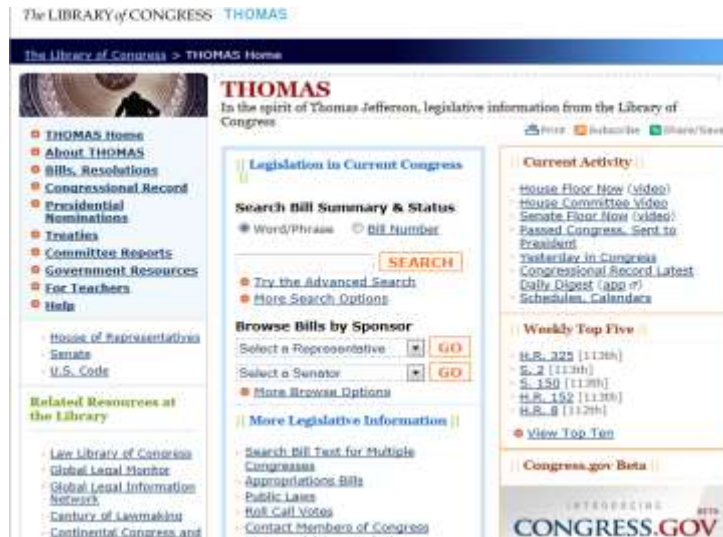 The LIBRARY of CONGRESS THOMAS
The Library of Congress > THOMAS Home
THOMAS
In the spirit of Thomas Jefferson, legislative information from the Library of
Congress
Print Subscribe Share/Save
THOMAS Home
About THOMAS
Bills, Resolutions
Congressional Record
Presidential
Nominations
Treaties
Committee Reports
Government Resources
For Teachers
Help
House of Representatives
Senate
U.S. Code
Related Resources at
the Library
Law Library of Congress
Global Legal Monitor
Global Legal Information
Network
Century of Lawmaking
Continental Congress and
Legislation in Current Congress
Search Bill Summary & Status
Word/Phrase Bill Number
SEARCH
Try the Advanced Search
More Search Options
Browse Bills by Sponsor
Select a Representative GO
Select a Senator GO
More Browse Options
More Legislative Information
Search Bill Text for Multiple
Congresses
Appropriations Bills
Public Laws
Roll Call Votes
Contact Members of Congress
Current Activity
House Floor Now (video)
House Committee Video
Senate Floor Now (video)
Passed Congress, Sent to
President
Yesterday in Congress
Congressional Record Latest
Daily Digest (app)
Schedules, Calendars
Weekly Top Five
H.R. 325 [113th]
S. 2 [113th]
S. 150 [113th]
H.R. 152 [113th]
H.R. 8 [112th]
View Top Ten
Congress.gov Beta
INTRODUCING
BETA
CONGRESS.GOV